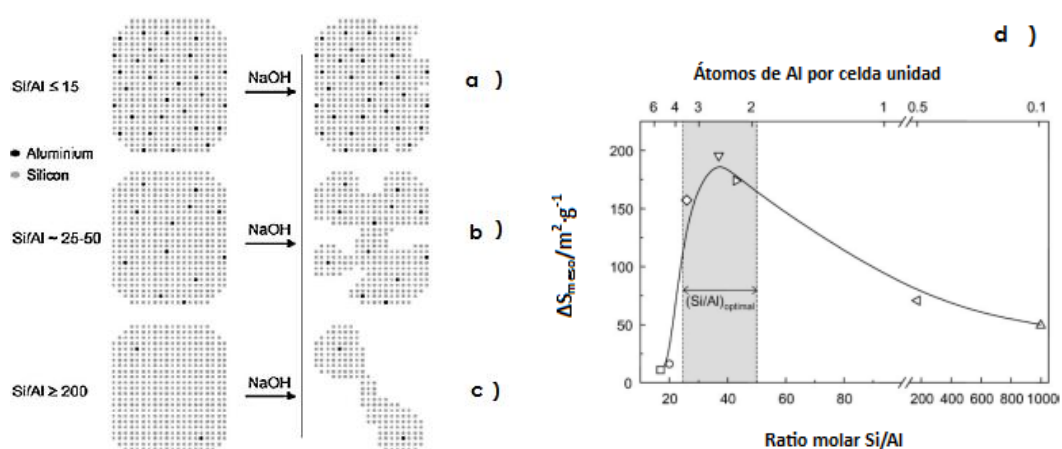 Si/Al ≤ 15
NaOH
a )
● Aluminium
● Silicon
Si/Al ~ 25-50
NaOH
b )
Si/Al ≥ 200
NaOH
c )
d )
Átomos de Al por celda unidad
6 4 3 2 1 0.5 0.1
200
150
100
50
0
ΔSmeso/m²·g⁻¹
(Si/Al)optimal
20 40 60 80 200 400 600 800 10000
Ratio molar Si/Al